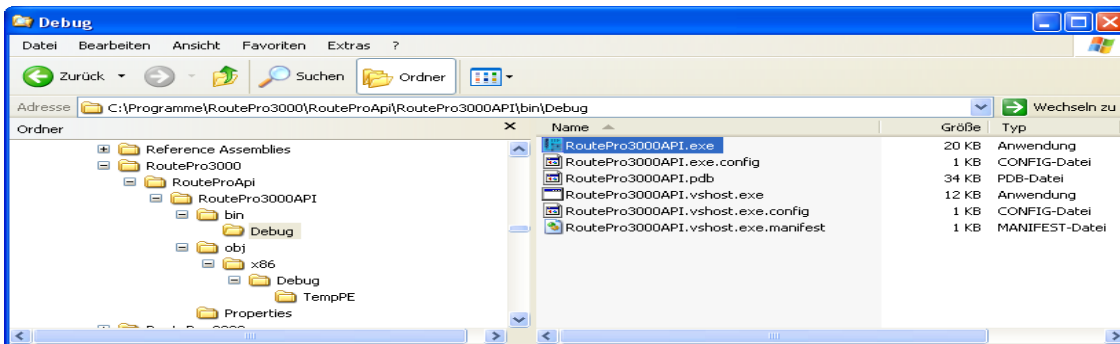 Debug
Datei Bearbeiten Ansicht Favoriten Extras ?
Zurück Suchen Ordner
Adresse C:\Programme\RoutePro3000\RouteProApi\RoutePro3000API\bin\Debug Wechseln zu
Ordner
Reference Assemblies
RoutePro3000
RouteProApi
RoutePro3000API
bin
Debug
obj
x86
Debug
TempPE
Properties
Name Größe Typ
RoutePro3000API.exe 20 KB Anwendung
RoutePro3000API.exe.config 1 KB CONFIG-Datei
RoutePro3000API.pdb 34 KB PDB-Datei
RoutePro3000API.vshost.exe 12 KB Anwendung
RoutePro3000API.vshost.exe.config 1 KB CONFIG-Datei
RoutePro3000API.vshost.exe.manifest 1 KB MANIFEST-Datei